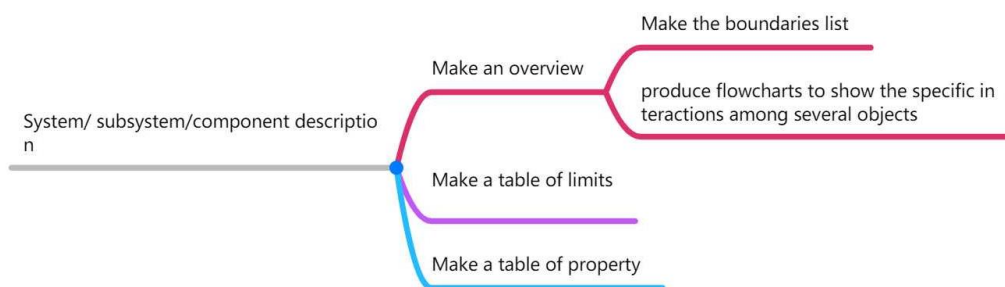 Make the boundaries list
Make an overview
produce flowcharts to show the specific in
teractions among several objects
System/ subsystem/component descriptio
n
Make a table of limits
Make a table of property